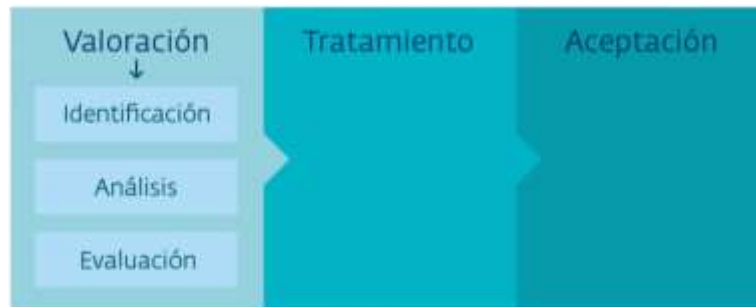 Valoración
Identificación
Análisis
Evaluación
Tratamiento
Aceptación